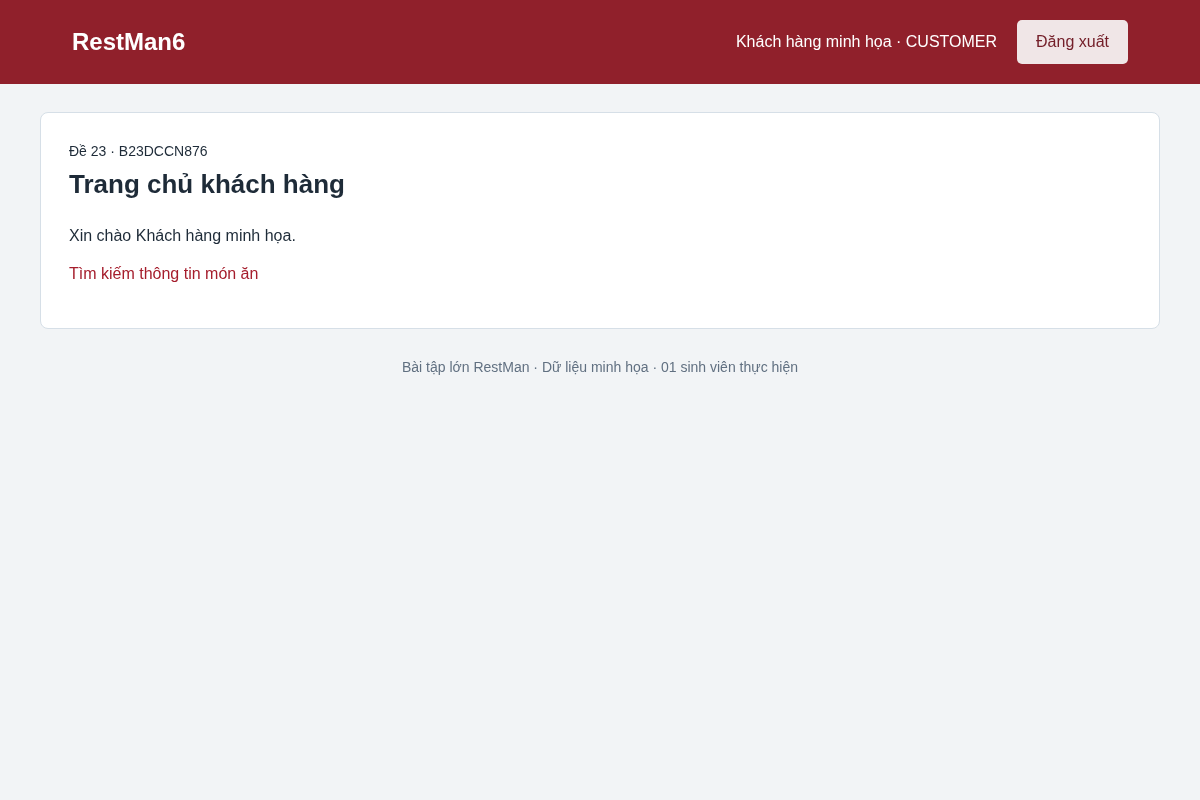 RestMan6
Khách hàng minh họa · CUSTOMER
Đăng xuất
Đề 23 · B23DCCN876
Trang chủ khách hàng
Xin chào Khách hàng minh họa.
Tìm kiếm thông tin món ăn
Bài tập lớn RestMan · Dữ liệu minh họa · 01 sinh viên thực hiện